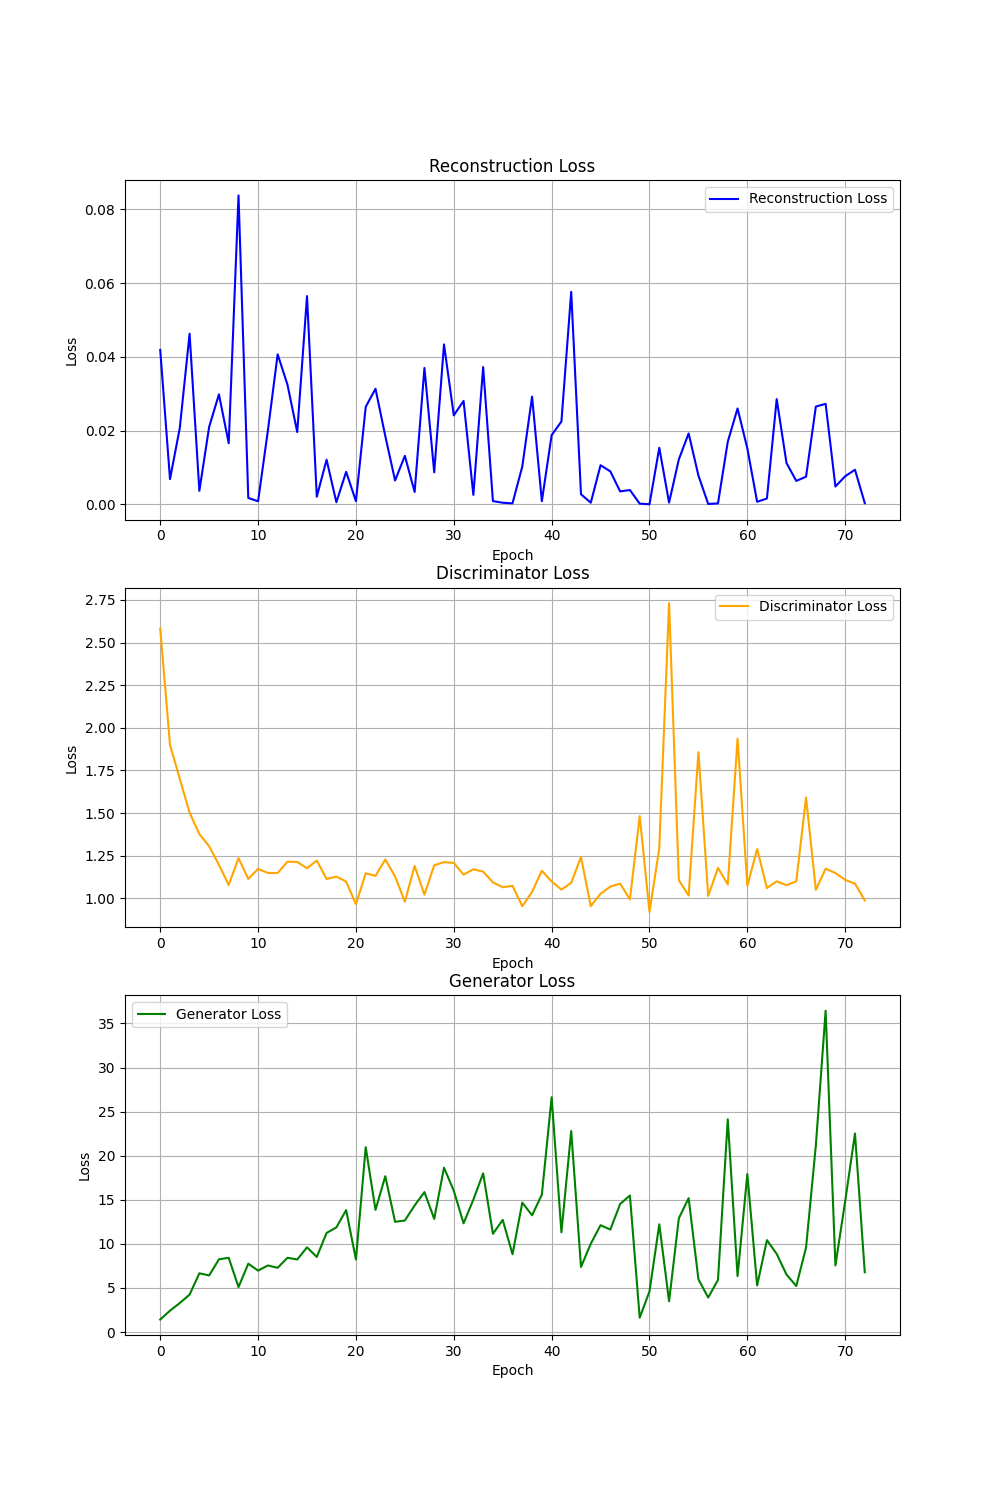 Reconstruction Loss
Reconstruction Loss
0.08
0.06
0.04
0.02
0.00
Loss
0 10 20 30 40 50 60 70
Epoch
Discriminator Loss
Discriminator Loss
2.75
2.50
2.25
2.00
1.75
1.50
1.25
1.00
Loss
0 10 20 30 40 50 60 70
Epoch
Generator Loss
Generator Loss
35
30
25
20
15
10
5
0
Loss
0 10 20 30 40 50 60 70
Epoch